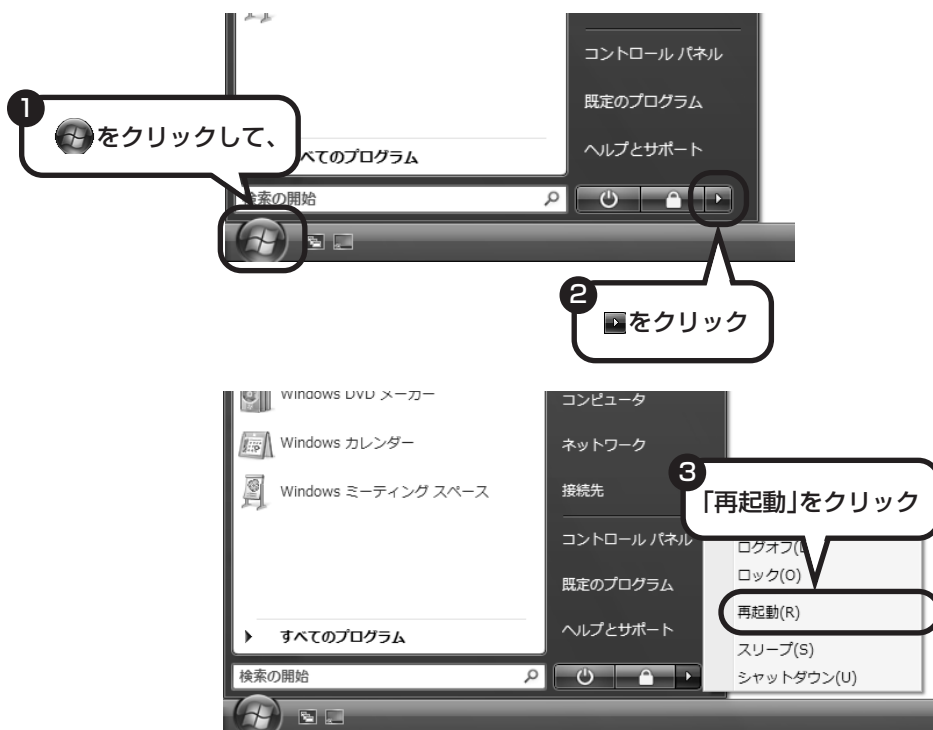 コントロール パネル
1
をクリックして、
既定のプログラム
ヘルプとサポート
べてのプログラム
検索の開始
2
をクリック
Windows DVD メーカー
コンピュータ
Windows カレンダー
ネットワーク
3
Windows ミーティング スペース
接続先
「再起動」をクリック
コントロール パネル
ログオフ(
ロック(O)
既定のプログラム
再起動(R)
すべてのプログラム
ヘルプとサポート
スリープ(S)
検索の開始
シャットダウン(U)